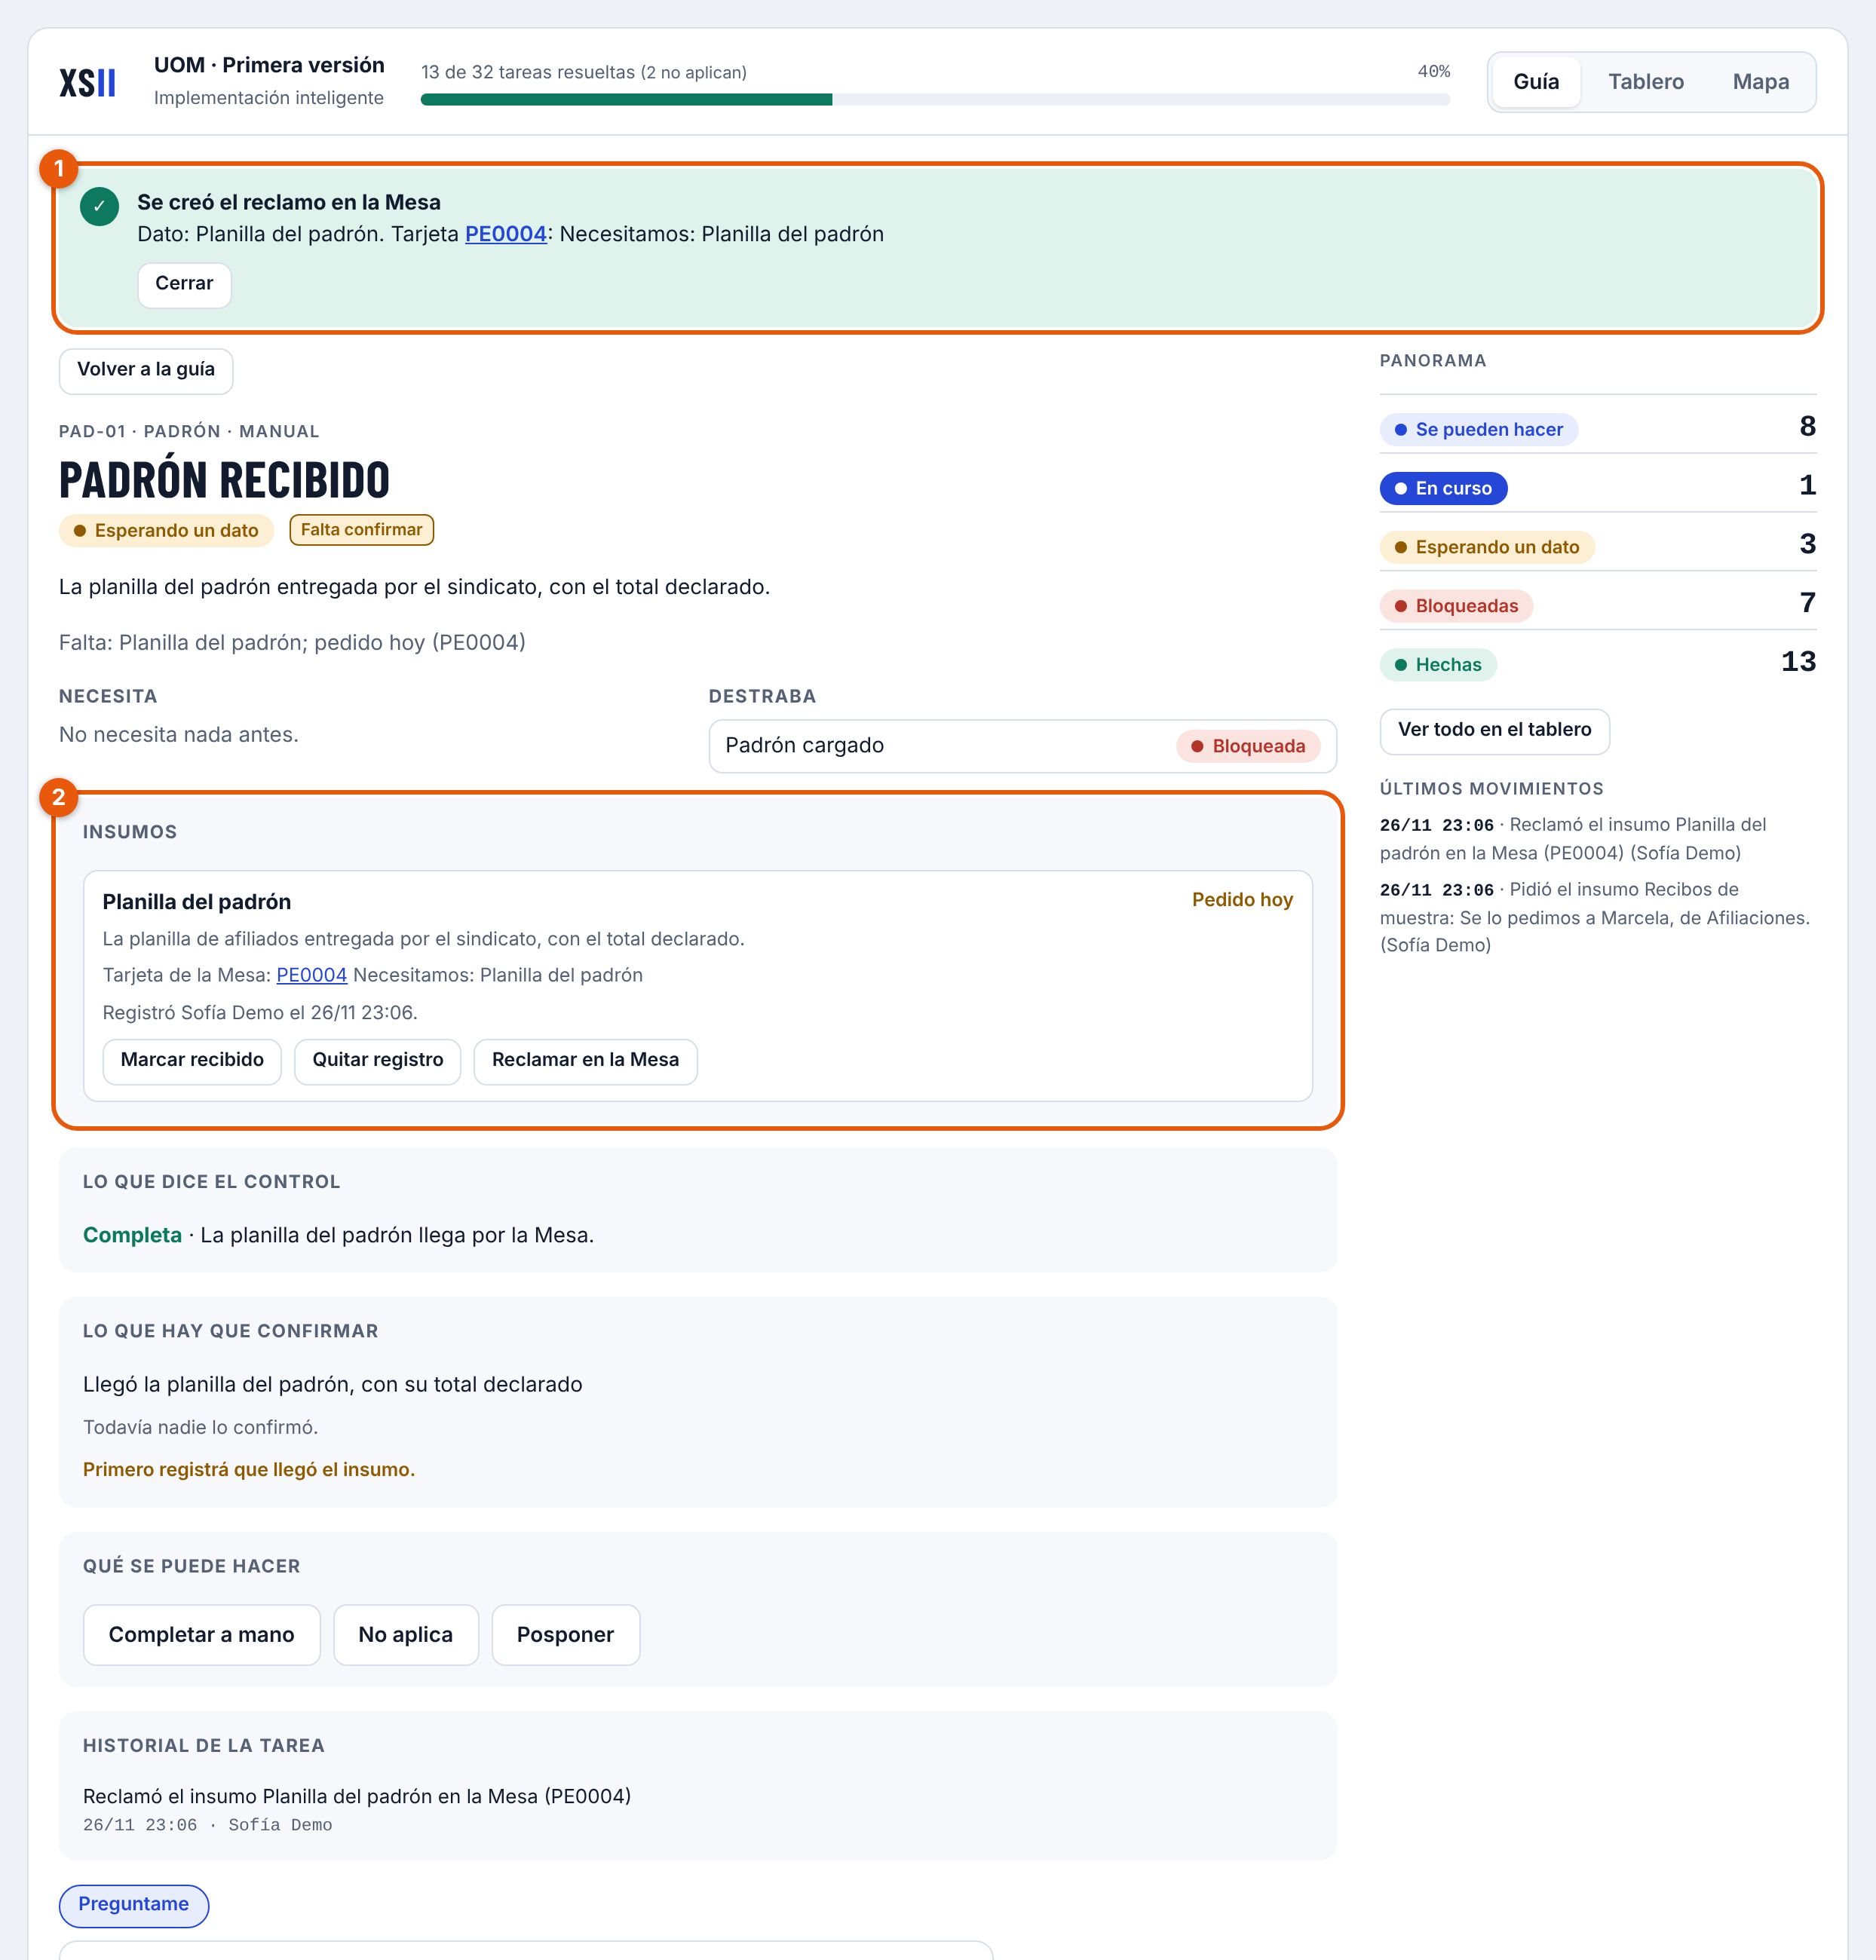 XSII
UOM · Primera versión
Implementación inteligente
13 de 32 tareas resueltas (2 no aplican)
40%
Guía
Tablero
Mapa
1
✓
Se creó el reclamo en la Mesa
Dato: Planilla del padrón. Tarjeta PE0004: Necesitamos: Planilla del padrón
Cerrar
Volver a la guía
PAD-01 · PADRÓN · MANUAL
PADRÓN RECIBIDO
Esperando un dato
Falta confirmar
La planilla del padrón entregada por el sindicato, con el total declarado.
Falta: Planilla del padrón; pedido hoy (PE0004)
NECESITA
No necesita nada antes.
DESTRABA
Padrón cargado
Bloqueada
2
INSUMOS
Planilla del padrón
Pedido hoy
La planilla de afiliados entregada por el sindicato, con el total declarado.
Tarjeta de la Mesa: PE0004 Necesitamos: Planilla del padrón
Registró Sofía Demo el 26/11 23:06.
Marcar recibido
Quitar registro
Reclamar en la Mesa
LO QUE DICE EL CONTROL
Completa · La planilla del padrón llega por la Mesa.
LO QUE HAY QUE CONFIRMAR
Llegó la planilla del padrón, con su total declarado
Todavía nadie lo confirmó.
Primero registrá que llegó el insumo.
QUÉ SE PUEDE HACER
Completar a mano
No aplica
Posponer
HISTORIAL DE LA TAREA
Reclamó el insumo Planilla del padrón en la Mesa (PE0004)
26/11 23:06 · Sofía Demo
Preguntame
PANORAMA
Se pueden hacer
8
En curso
1
Esperando un dato
3
Bloqueadas
7
Hechas
13
Ver todo en el tablero
ÚLTIMOS MOVIMIENTOS
26/11 23:06 · Reclamó el insumo Planilla del
padrón en la Mesa (PE0004) (Sofía Demo)
26/11 23:06 · Pidió el insumo Recibos de
muestra: Se lo pedimos a Marcela, de Afiliaciones.
(Sofía Demo)